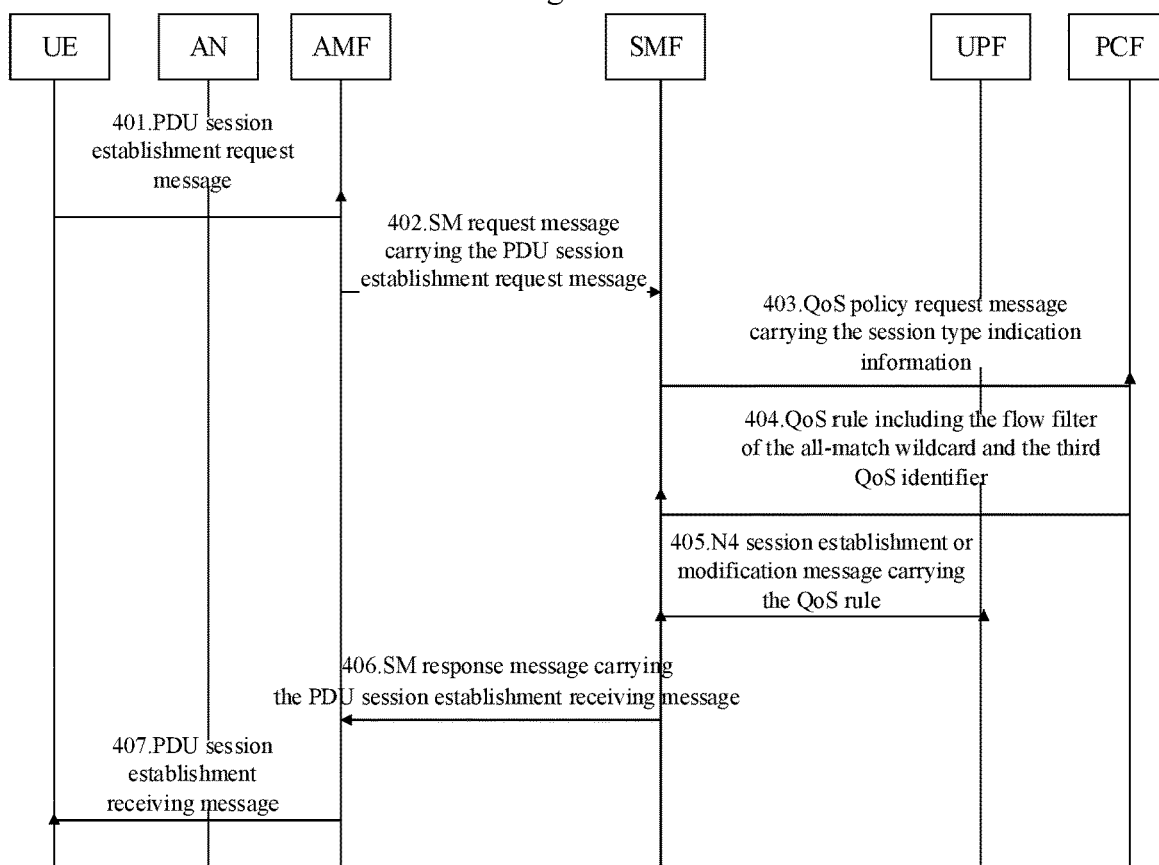 UE
AN
AMF
SMF
UPF
PCF
401.PDU session
establishment request
message
402.SM request message
carrying the PDU session
establishment request message
403.QoS policy request message
carrying the session type indication
information
404.QoS rule including the flow filter
of the all-match wildcard and the third
QoS identifier
405.N4 session establishment or
modification message carrying
the QoS rule
406.SM response message carrying
the PDU session establishment receiving message
407.PDU session
establishment
receiving message